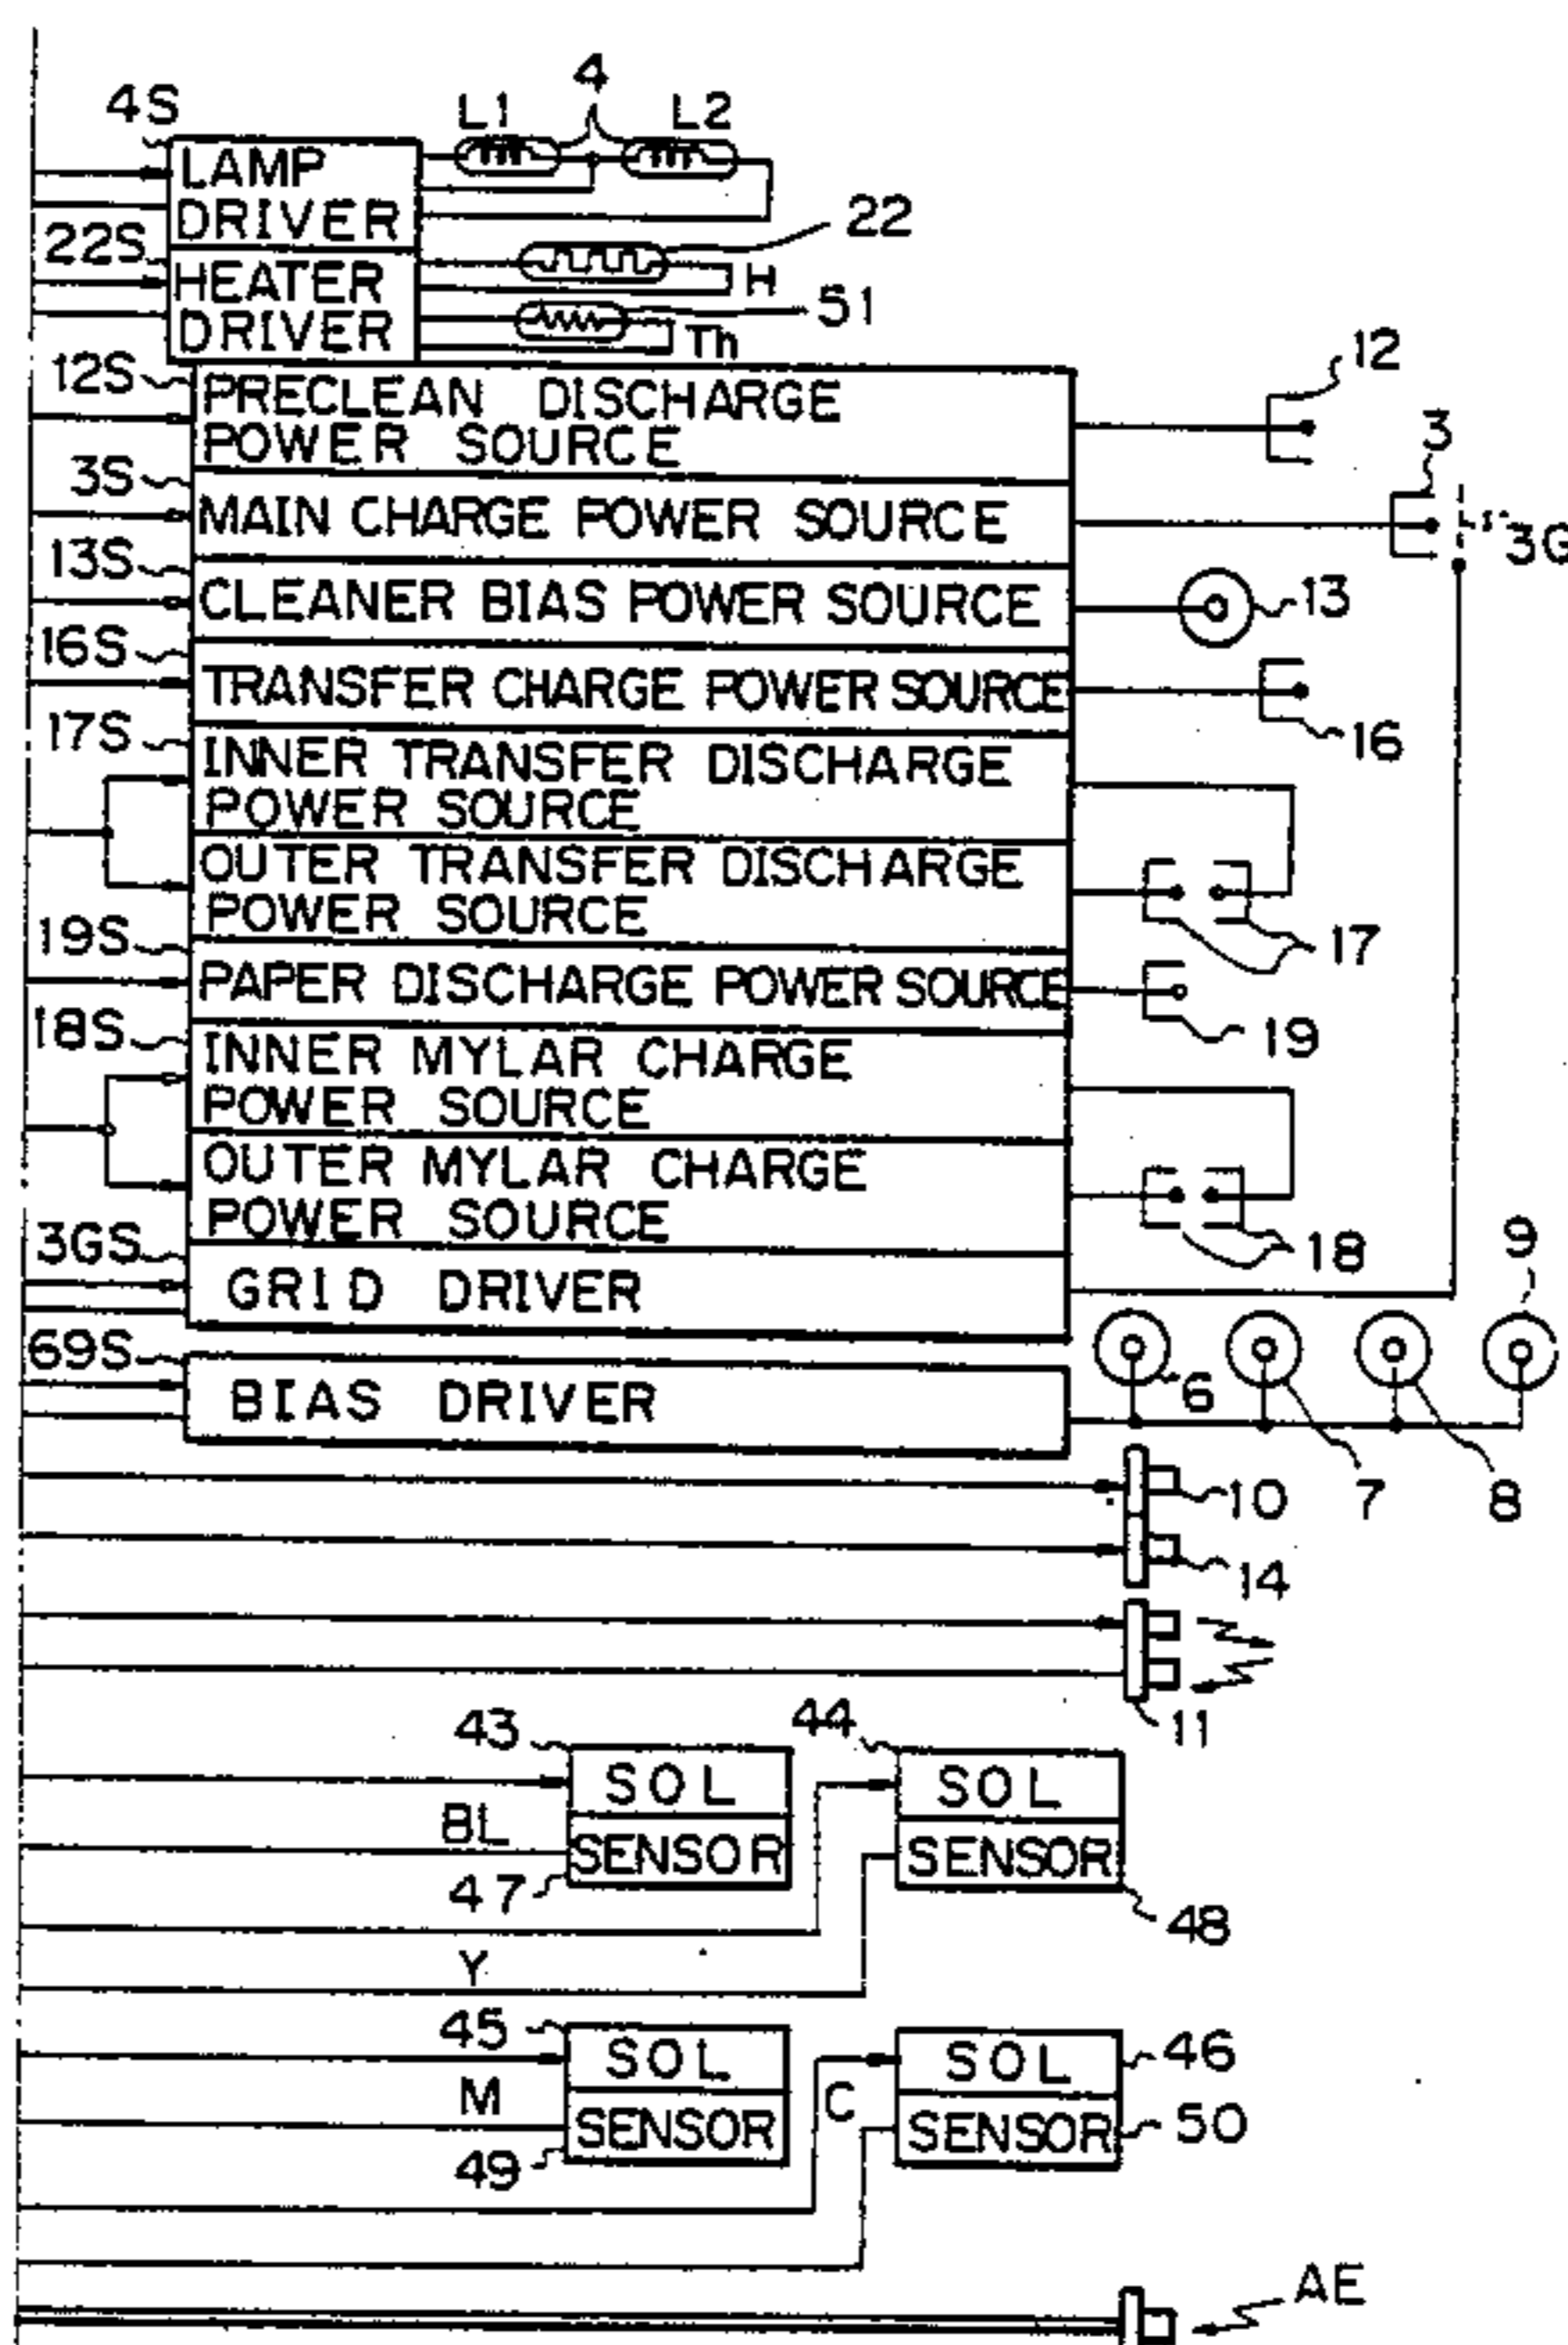 4
4S
L1
L2
LAMP
DRIVER
22
22S
H
HEATER
DRIVER
51
Th
12S
PRECLEAN DISCHARGE
POWER SOURCE
12
3
3S
MAIN CHARGE POWER SOURCE
3G
13S
CLEANER BIAS POWER SOURCE
13
16S
TRANSFER CHARGE POWER SOURCE
16
17S
INNER TRANSFER DISCHARGE
POWER SOURCE
OUTER TRANSFER DISCHARGE
POWER SOURCE
17
19S
PAPER DISCHARGE POWER SOURCE
19
18S
INNER MYLAR CHARGE
POWER SOURCE
OUTER MYLAR CHARGE
POWER SOURCE
18
3GS
GRID DRIVER
9
69S
BIAS DRIVER
6
7
8
10
14
11
43
SOL
44
SOL
BL
SENSOR
SENSOR
47
48
Y
45
SOL
SOL
46
M
C
SENSOR
SENSOR
50
49
AE